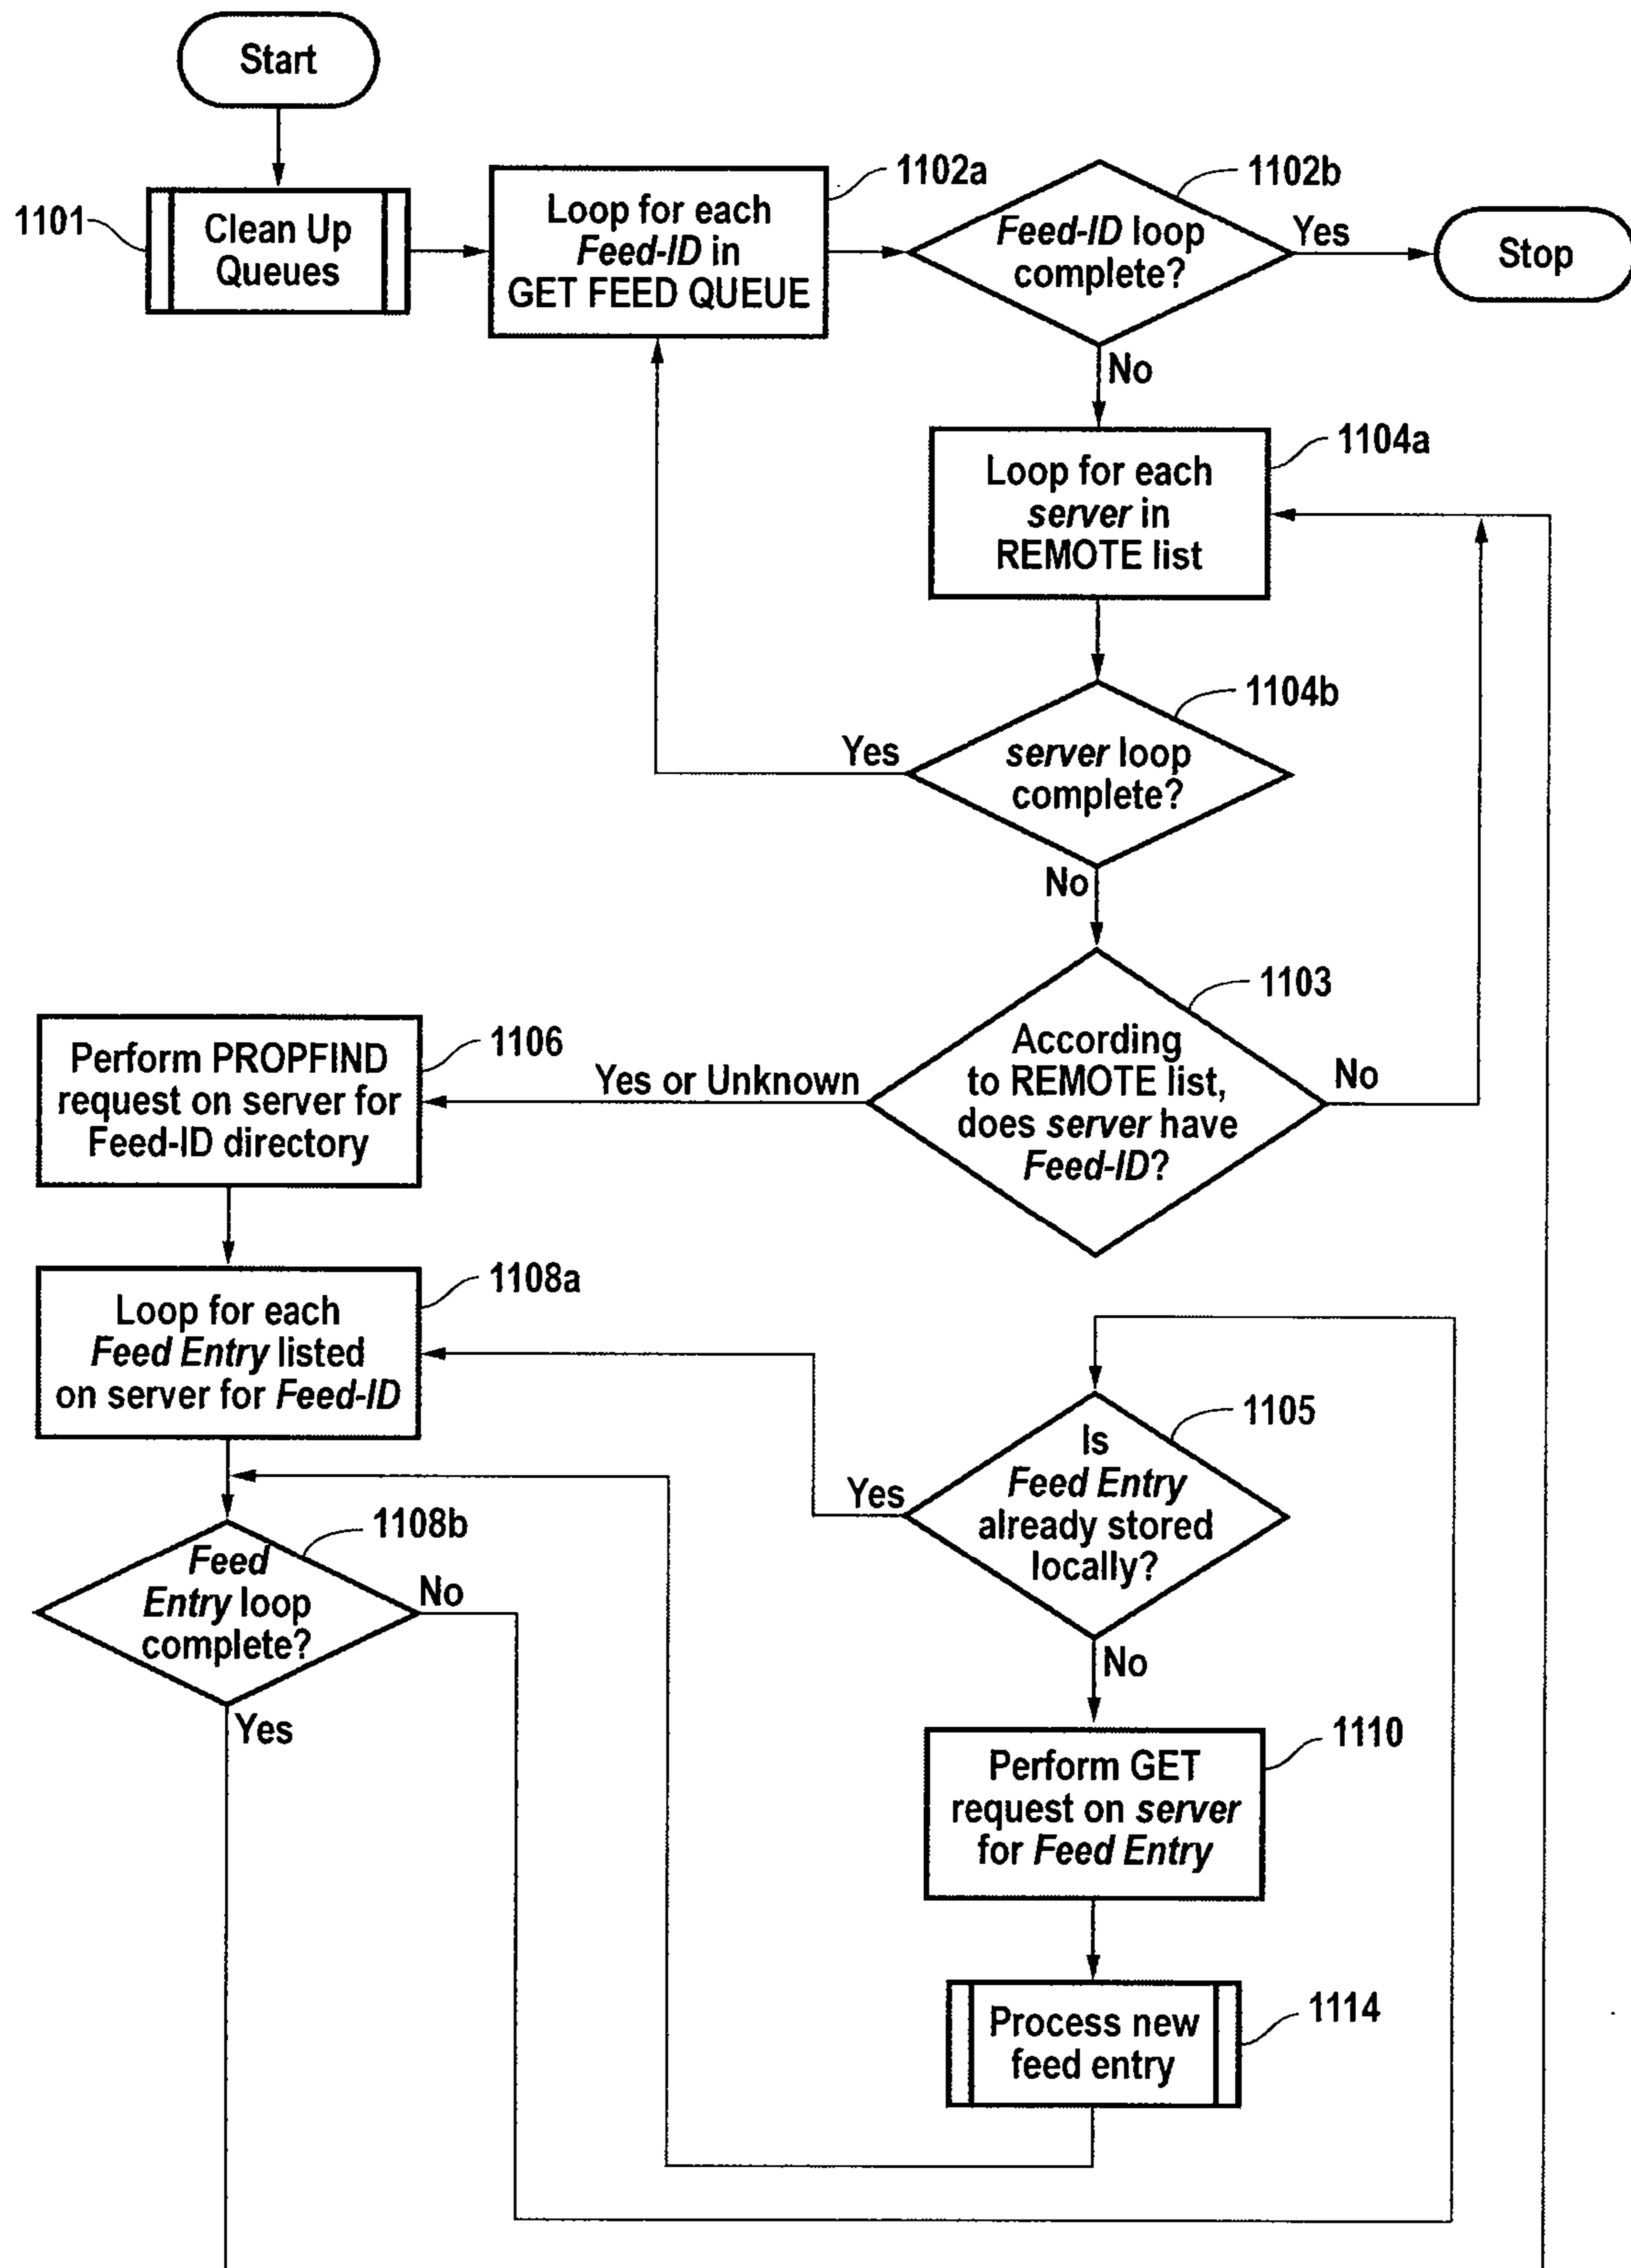 Start
1101
Clean Up
Queues
Loop for each
Feed-ID in
GET FEED QUEUE
1102a
Feed-ID loop
complete?
1102b
Yes
Stop
No
Loop for each
server in
REMOTE list
1104a
server loop
complete?
1104b
Yes
No
According
to REMOTE list,
does server have
Feed-ID?
1103
No
Yes or Unknown
Perform PROPFIND
request on server for
Feed-ID directory
1106
Loop for each
Feed Entry listed
on server for Feed-ID
1108a
Feed
Entry loop
complete?
1108b
No
Yes
Is
Feed Entry
already stored
locally?
1105
Yes
No
Perform GET
request on server
for Feed Entry
1110
Process new
feed entry
1114